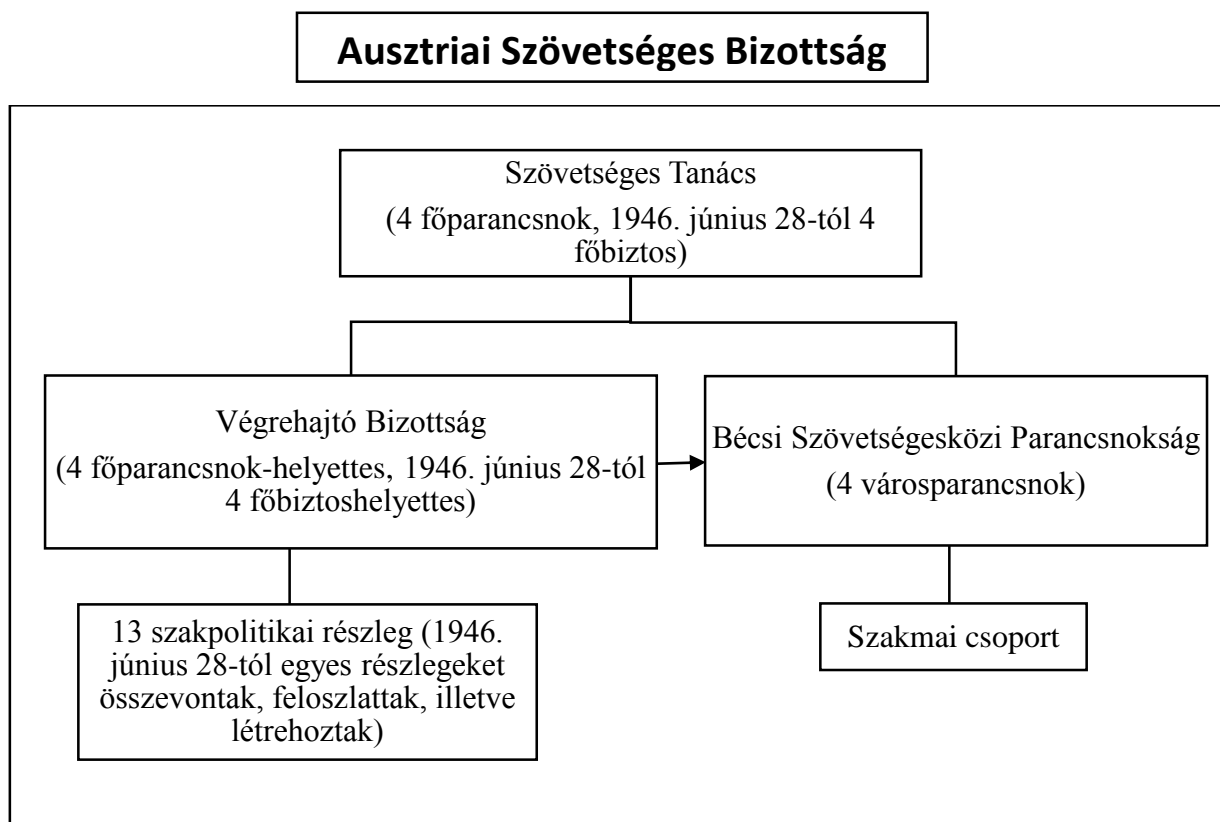 Ausztriai Szövetséges Bizottság
Szövetséges Tanács
(4 főparancsnok, 1946. június 28-tól 4
főbiztos)
Végrehajtó Bizottság
(4 főparancsnok-helyettes, 1946. június 28-tól
4 főbiztoshelyettes)
Bécsi Szövetségesközi Parancsnokság
(4 városparancsnok)
13 szakpolitikai részleg (1946.
június 28-tól egyes részlegeket
összevontak, feloszlattak, illetve
létrehoztak)
Szakmai csoport